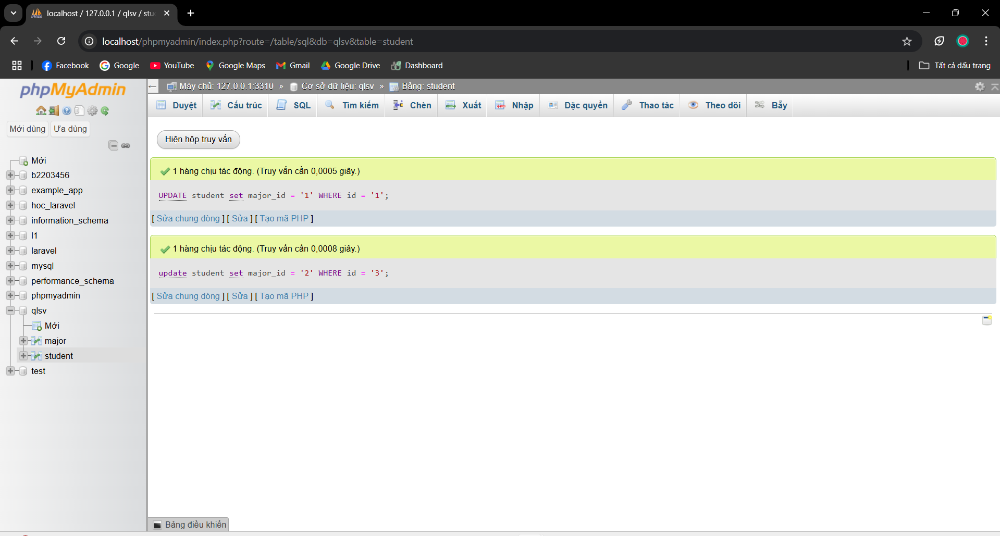 localhost / 127.0.0.1 / qlsv / stu
localhost/phpmyadmin/index.php?route=/table/sql&db=qlsv&table=student
Facebook Google YouTube Google Maps Gmail Google Drive Dashboard Tất cả dấu trang
phpMyAdmin
Mới dùng Ưa dùng
Mới
b2203456
example_app
hoc_laravel
information_schema
l1
laravel
mysql
performance_schema
phpmyadmin
qlsv
Mới
major
student
test
Máy chủ: 127.0.0.1:3310 » Cơ sở dữ liệu: qlsv » Bảng: student
Duyệt Cấu trúc SQL Tìm kiếm Chèn Xuất Nhập Đặc quyền Thao tác Theo dõi Bẫy
Hiện hộp truy vấn
1 hàng chịu tác động. (Truy vấn cần 0,0005 giây.)
UPDATE student set major_id = '1' WHERE id = '1';
[ Sửa chung dòng ] [ Sửa ] [ Tạo mã PHP ]
1 hàng chịu tác động. (Truy vấn cần 0,0008 giây.)
update student set major_id = '2' WHERE id = '3';
[ Sửa chung dòng ] [ Sửa ] [ Tạo mã PHP ]
Bảng điều khiển